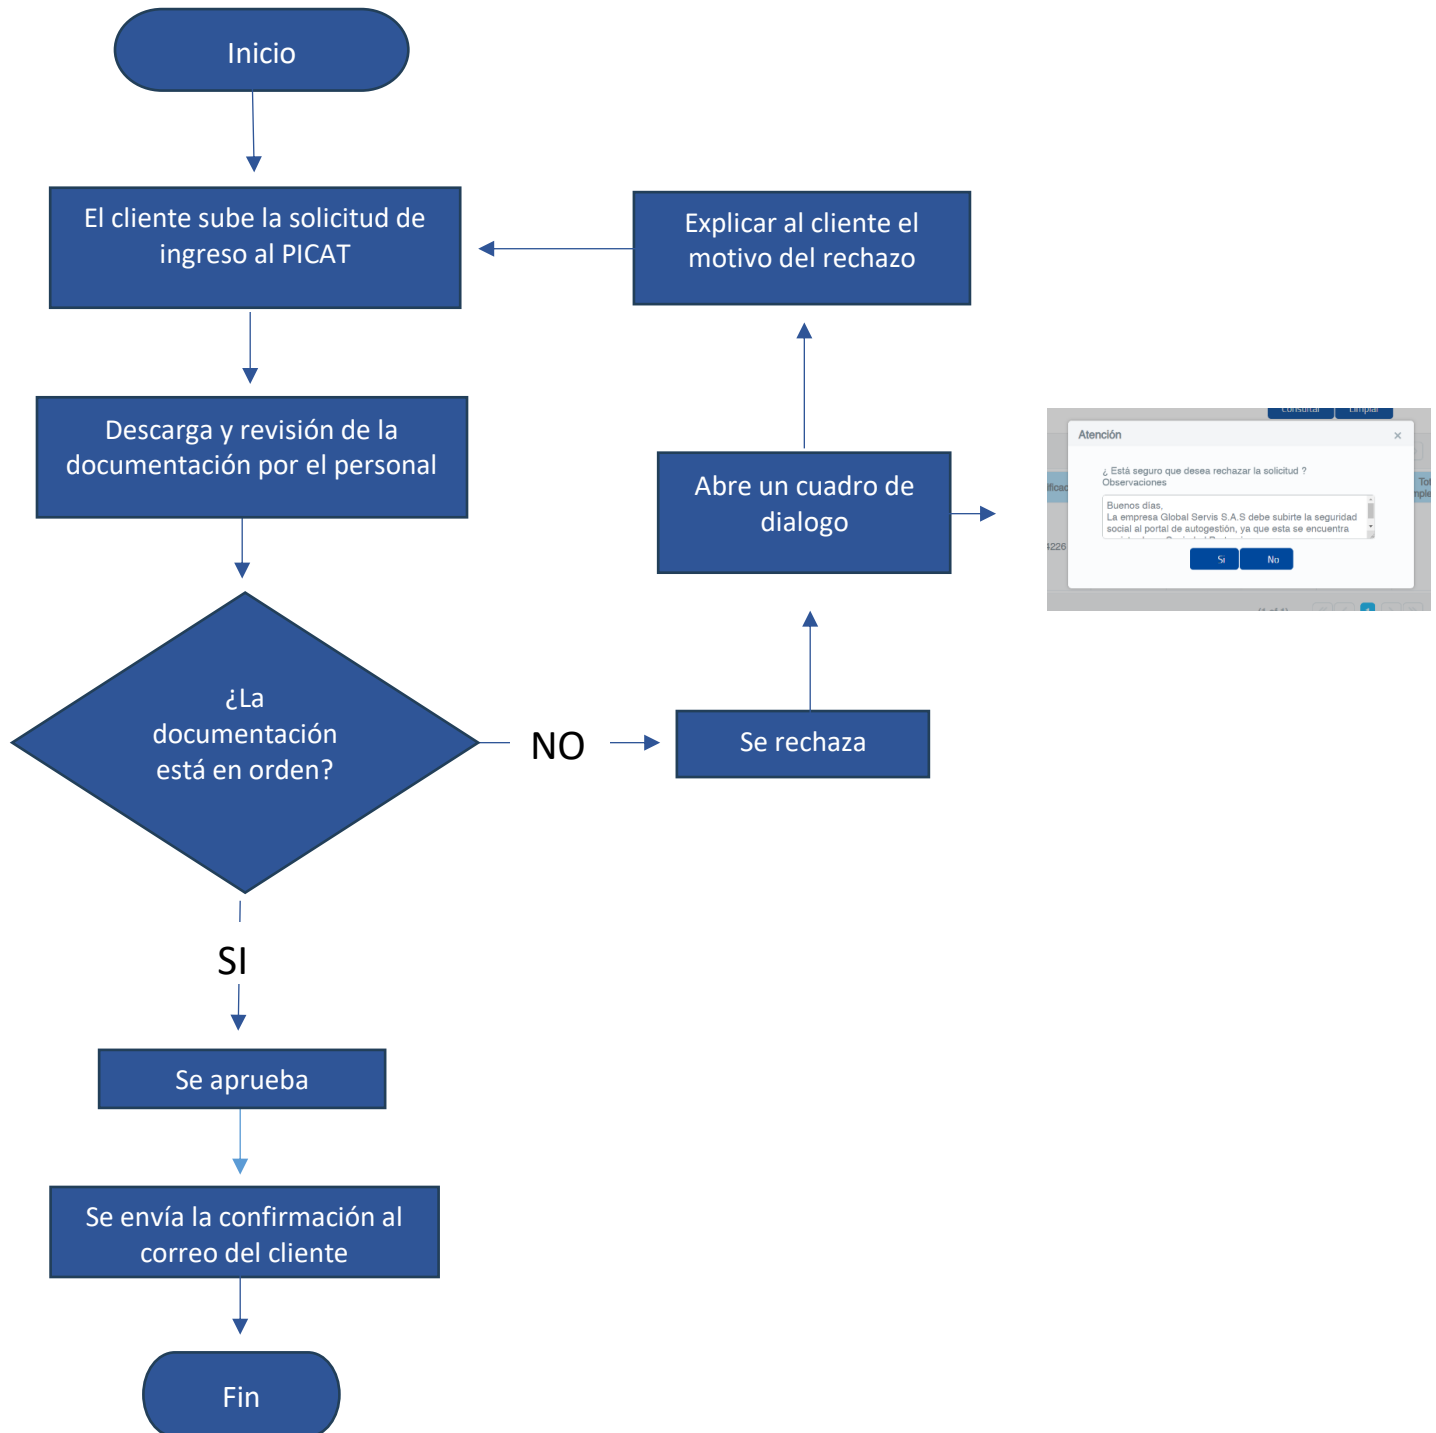 Inicio
El cliente sube la solicitud de
ingreso al PICAT
Explicar al cliente el
motivo del rechazo
Descarga y revisión de la
documentación por el personal
Abre un cuadro de
dialogo
Consultar Limpiar
Atención ×
¿ Está seguro que desea rechazar la solicitud ?
Observaciones
Buenos días,
La empresa Global Servis S.A.S debe subirte la seguridad
social al portal de autogestión, ya que esta se encuentra
Si No
4226
¿La
documentación
está en orden?
NO
Se rechaza
SI
Se aprueba
Se envía la confirmación al
correo del cliente
Fin